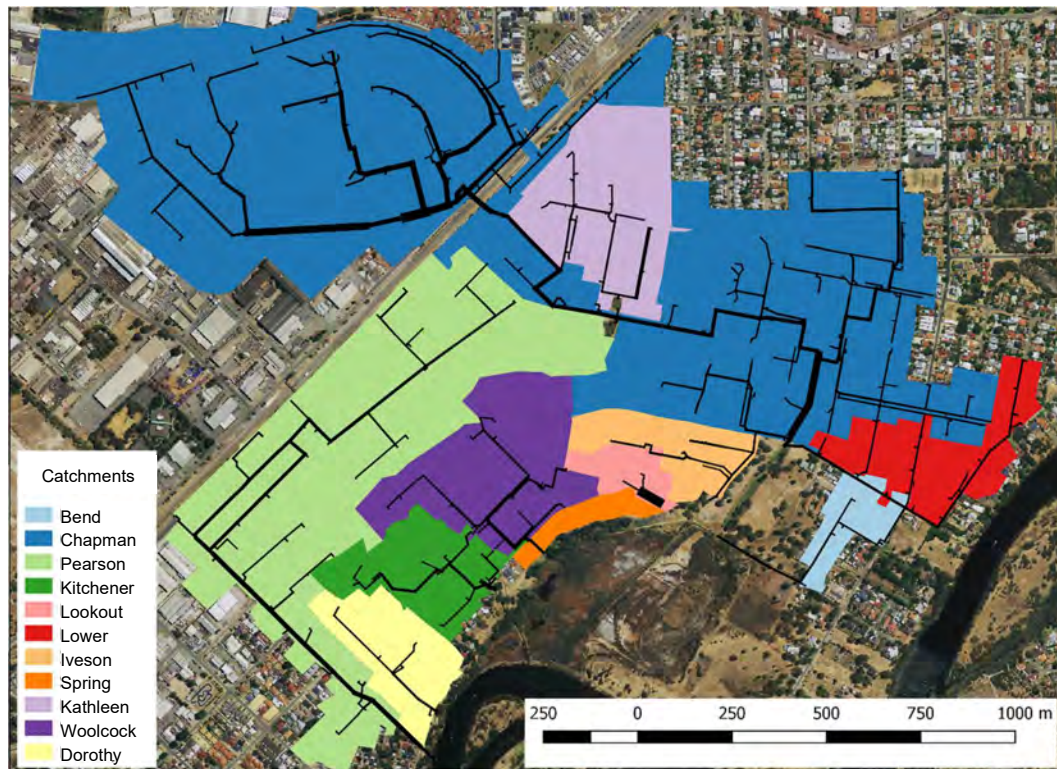 Catchments
Bend
Chapman
Pearson
Kitchener
Lookout
Lower
Iveson
Spring
Kathleen
Woolcock
Dorothy
250 0 250 500 750 1000 m